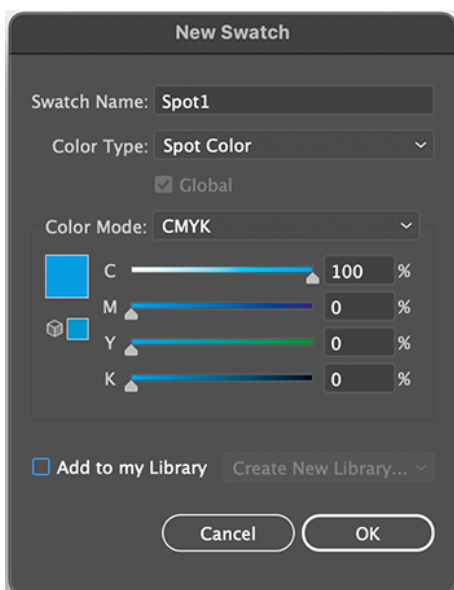 New Swatch
Swatch Name: Spot1
Color Type: Spot Color
Global
Color Mode: CMYK
C 100 %
M 0 %
Y 0 %
K 0 %
Add to my Library Create New Library...
Cancel OK